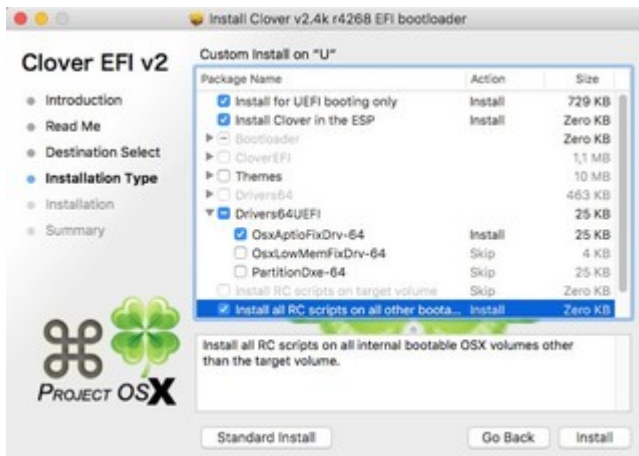 Install Clover v2.4k r4268 EFI bootloader
Clover EFI v2
Custom Install on "U"
Package Name Action Size
Introduction
Read Me
Destination Select
Installation Type
Installation
Summary
Install for UEFI booting only Install 729 KB
Install Clover in the ESP Install Zero KB
Bootloader Zero KB
CloverEFI 1,1 MB
Themes 10 MB
Drivers64 463 KB
Drivers64UEFI 25 KB
OsxAptioFixDrv-64 Install 25 KB
OsxLowMemFixDrv-64 Skip 4 KB
PartitionDxe-64 Skip 25 KB
Install RC scripts on target volume Skip Zero KB
Install all RC scripts on all other boota... Install Zero KB
Install all RC scripts on all internal bootable OSX volumes other
than the target volume.
PROJECT OSX
Standard Install Go Back Install